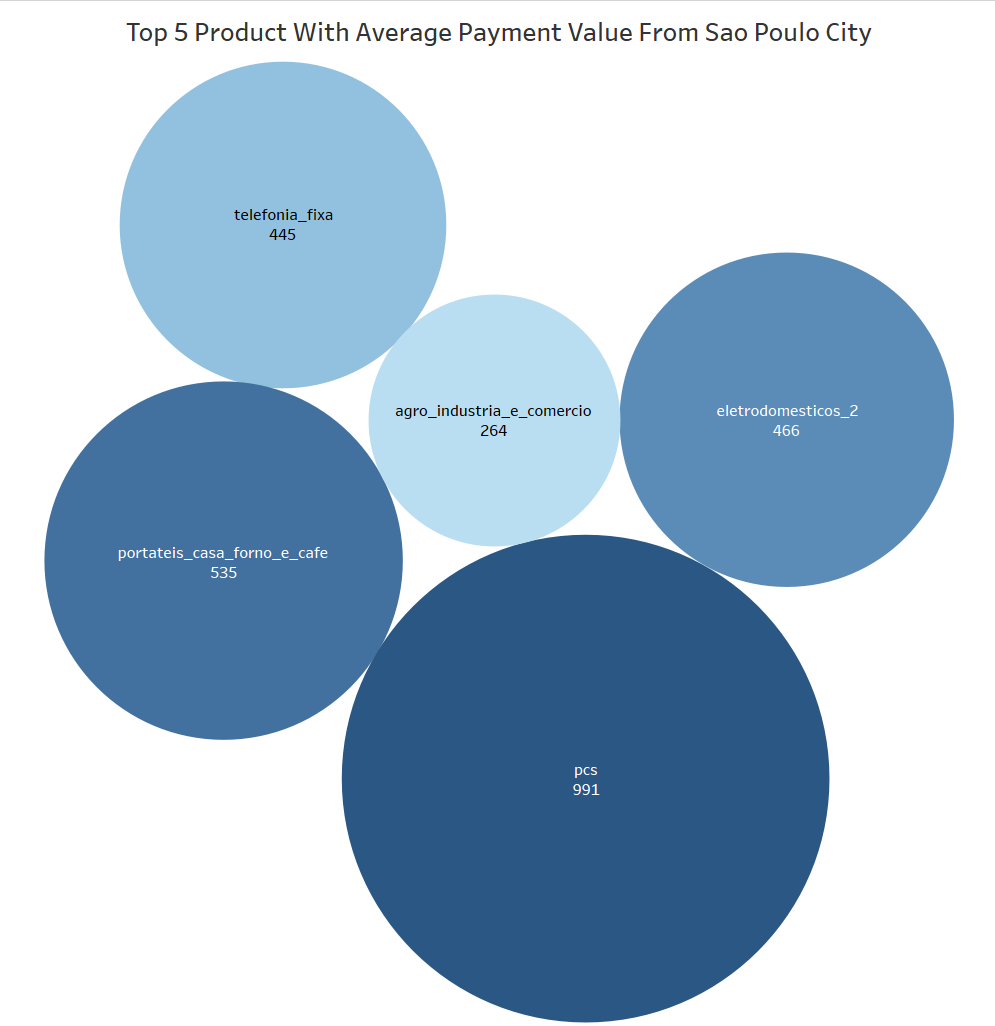 Top 5 Product With Average Payment Value From Sao Poulo City
telefonia_fixa
445
agro_industria_e_comercio
264
eletrodomesticos_2
466
portateis_casa_forno_e_cafe
535
pcs
991